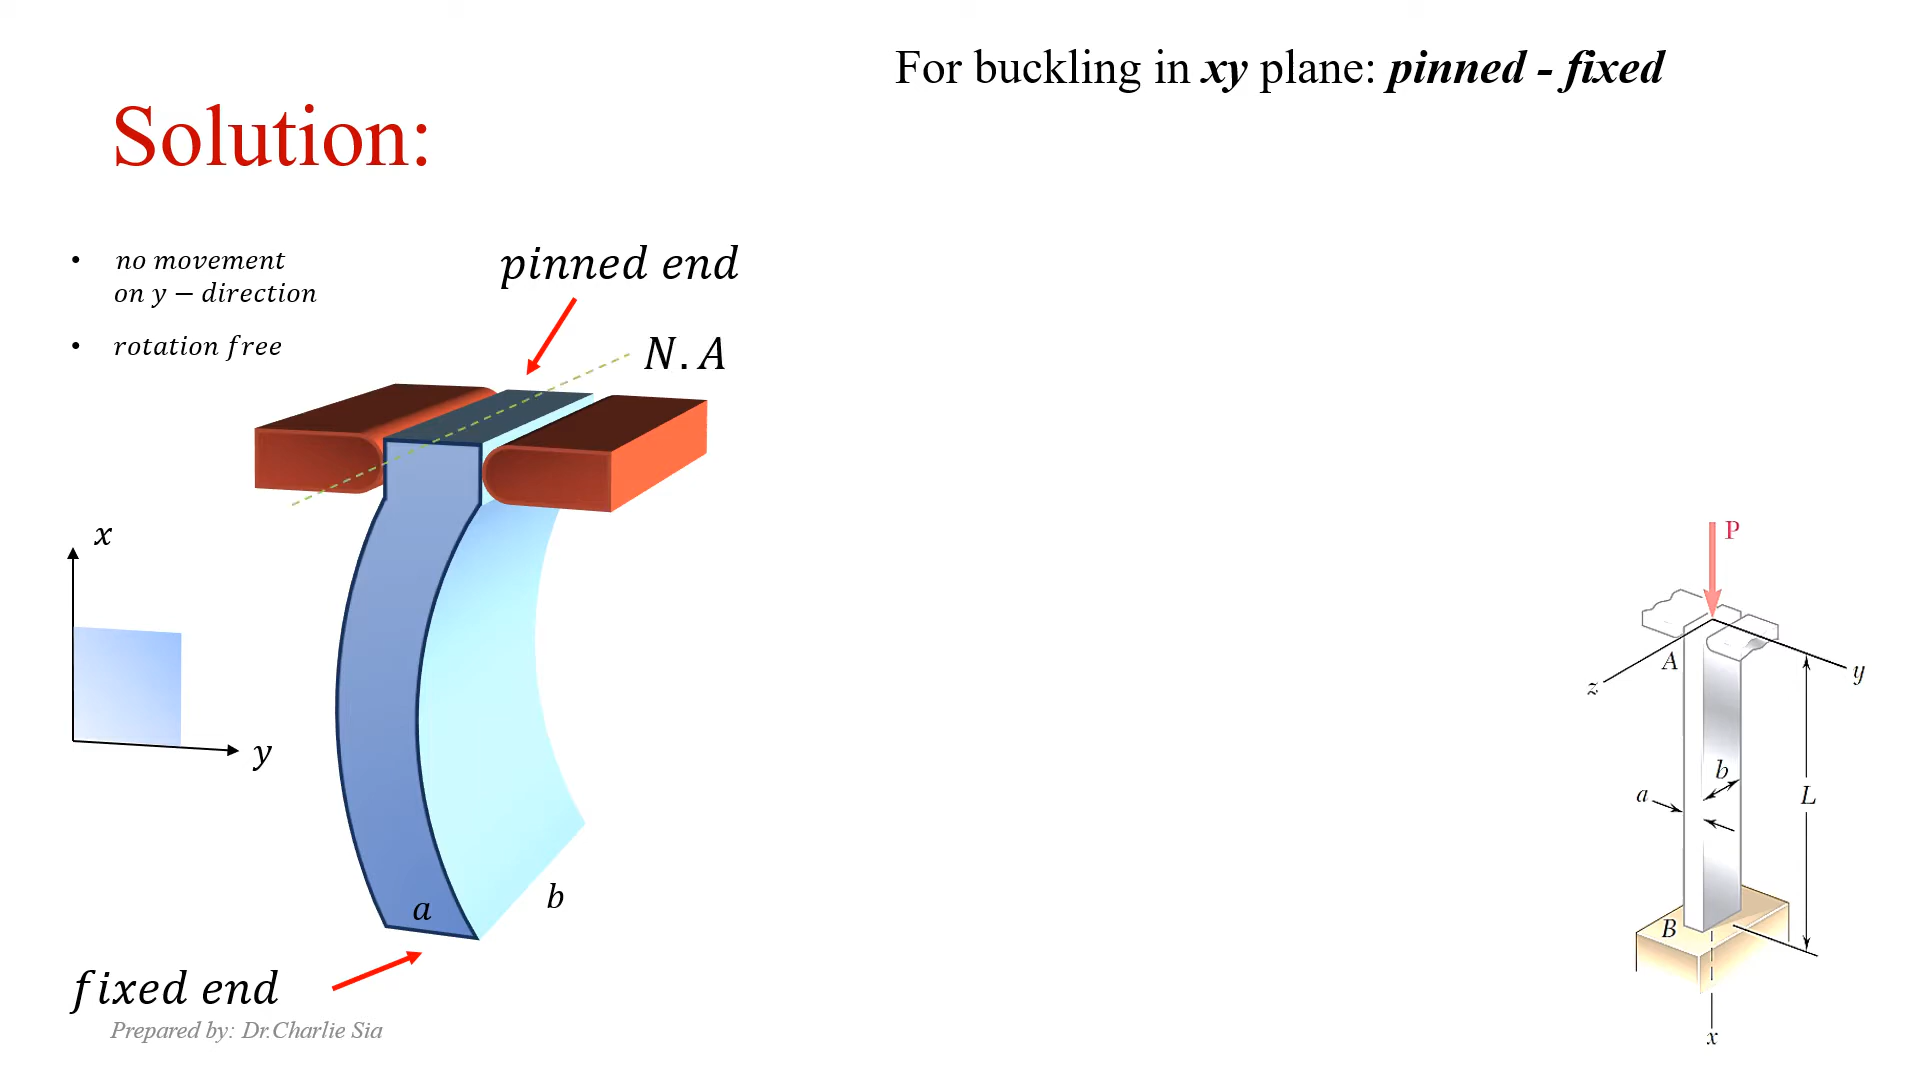 For buckling in xy plane: pinned - fixed
Solution:
• no movement
on y − direction
• rotation free
pinned end
N.A
x
y
a
b
fixed end
Prepared by: Dr.Charlie Sia
P
A
z
y
b
a
L
B
x